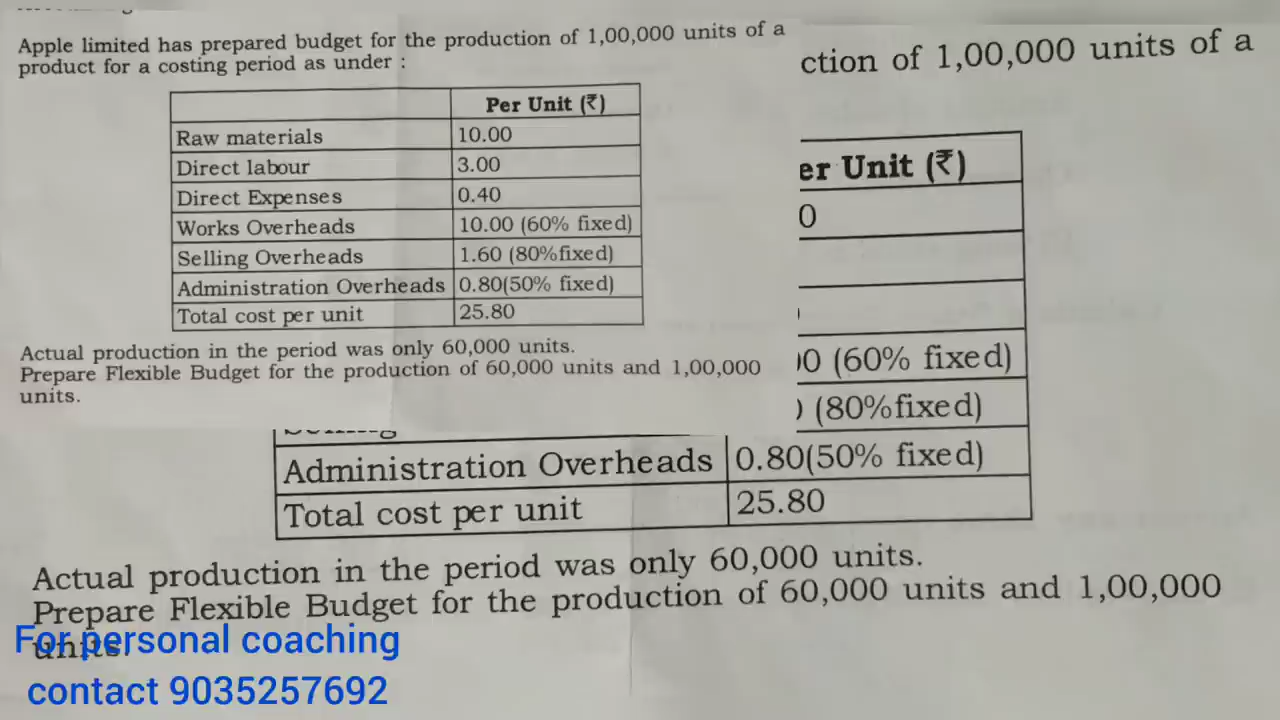 Apple limited has prepared budget for the production of 1,00,000 units of a
product for a costing period as under :
Per Unit (₹)
Raw materials 10.00
Direct labour 3.00
Direct Expenses 0.40
Works Overheads 10.00 (60% fixed)
Selling Overheads 1.60 (80%fixed)
Administration Overheads 0.80(50% fixed)
Total cost per unit 25.80
Actual production in the period was only 60,000 units.
Prepare Flexible Budget for the production of 60,000 units and 1,00,000
units.
ction of 1,00,000 units of a
er Unit (₹)
0
0 (60% fixed)
) (80%fixed)
Administration Overheads 0.80(50% fixed)
Total cost per unit 25.80
Actual production in the period was only 60,000 units.
Prepare Flexible Budget for the production of 60,000 units and 1,00,000
units.
For personal coaching
contact 9035257692